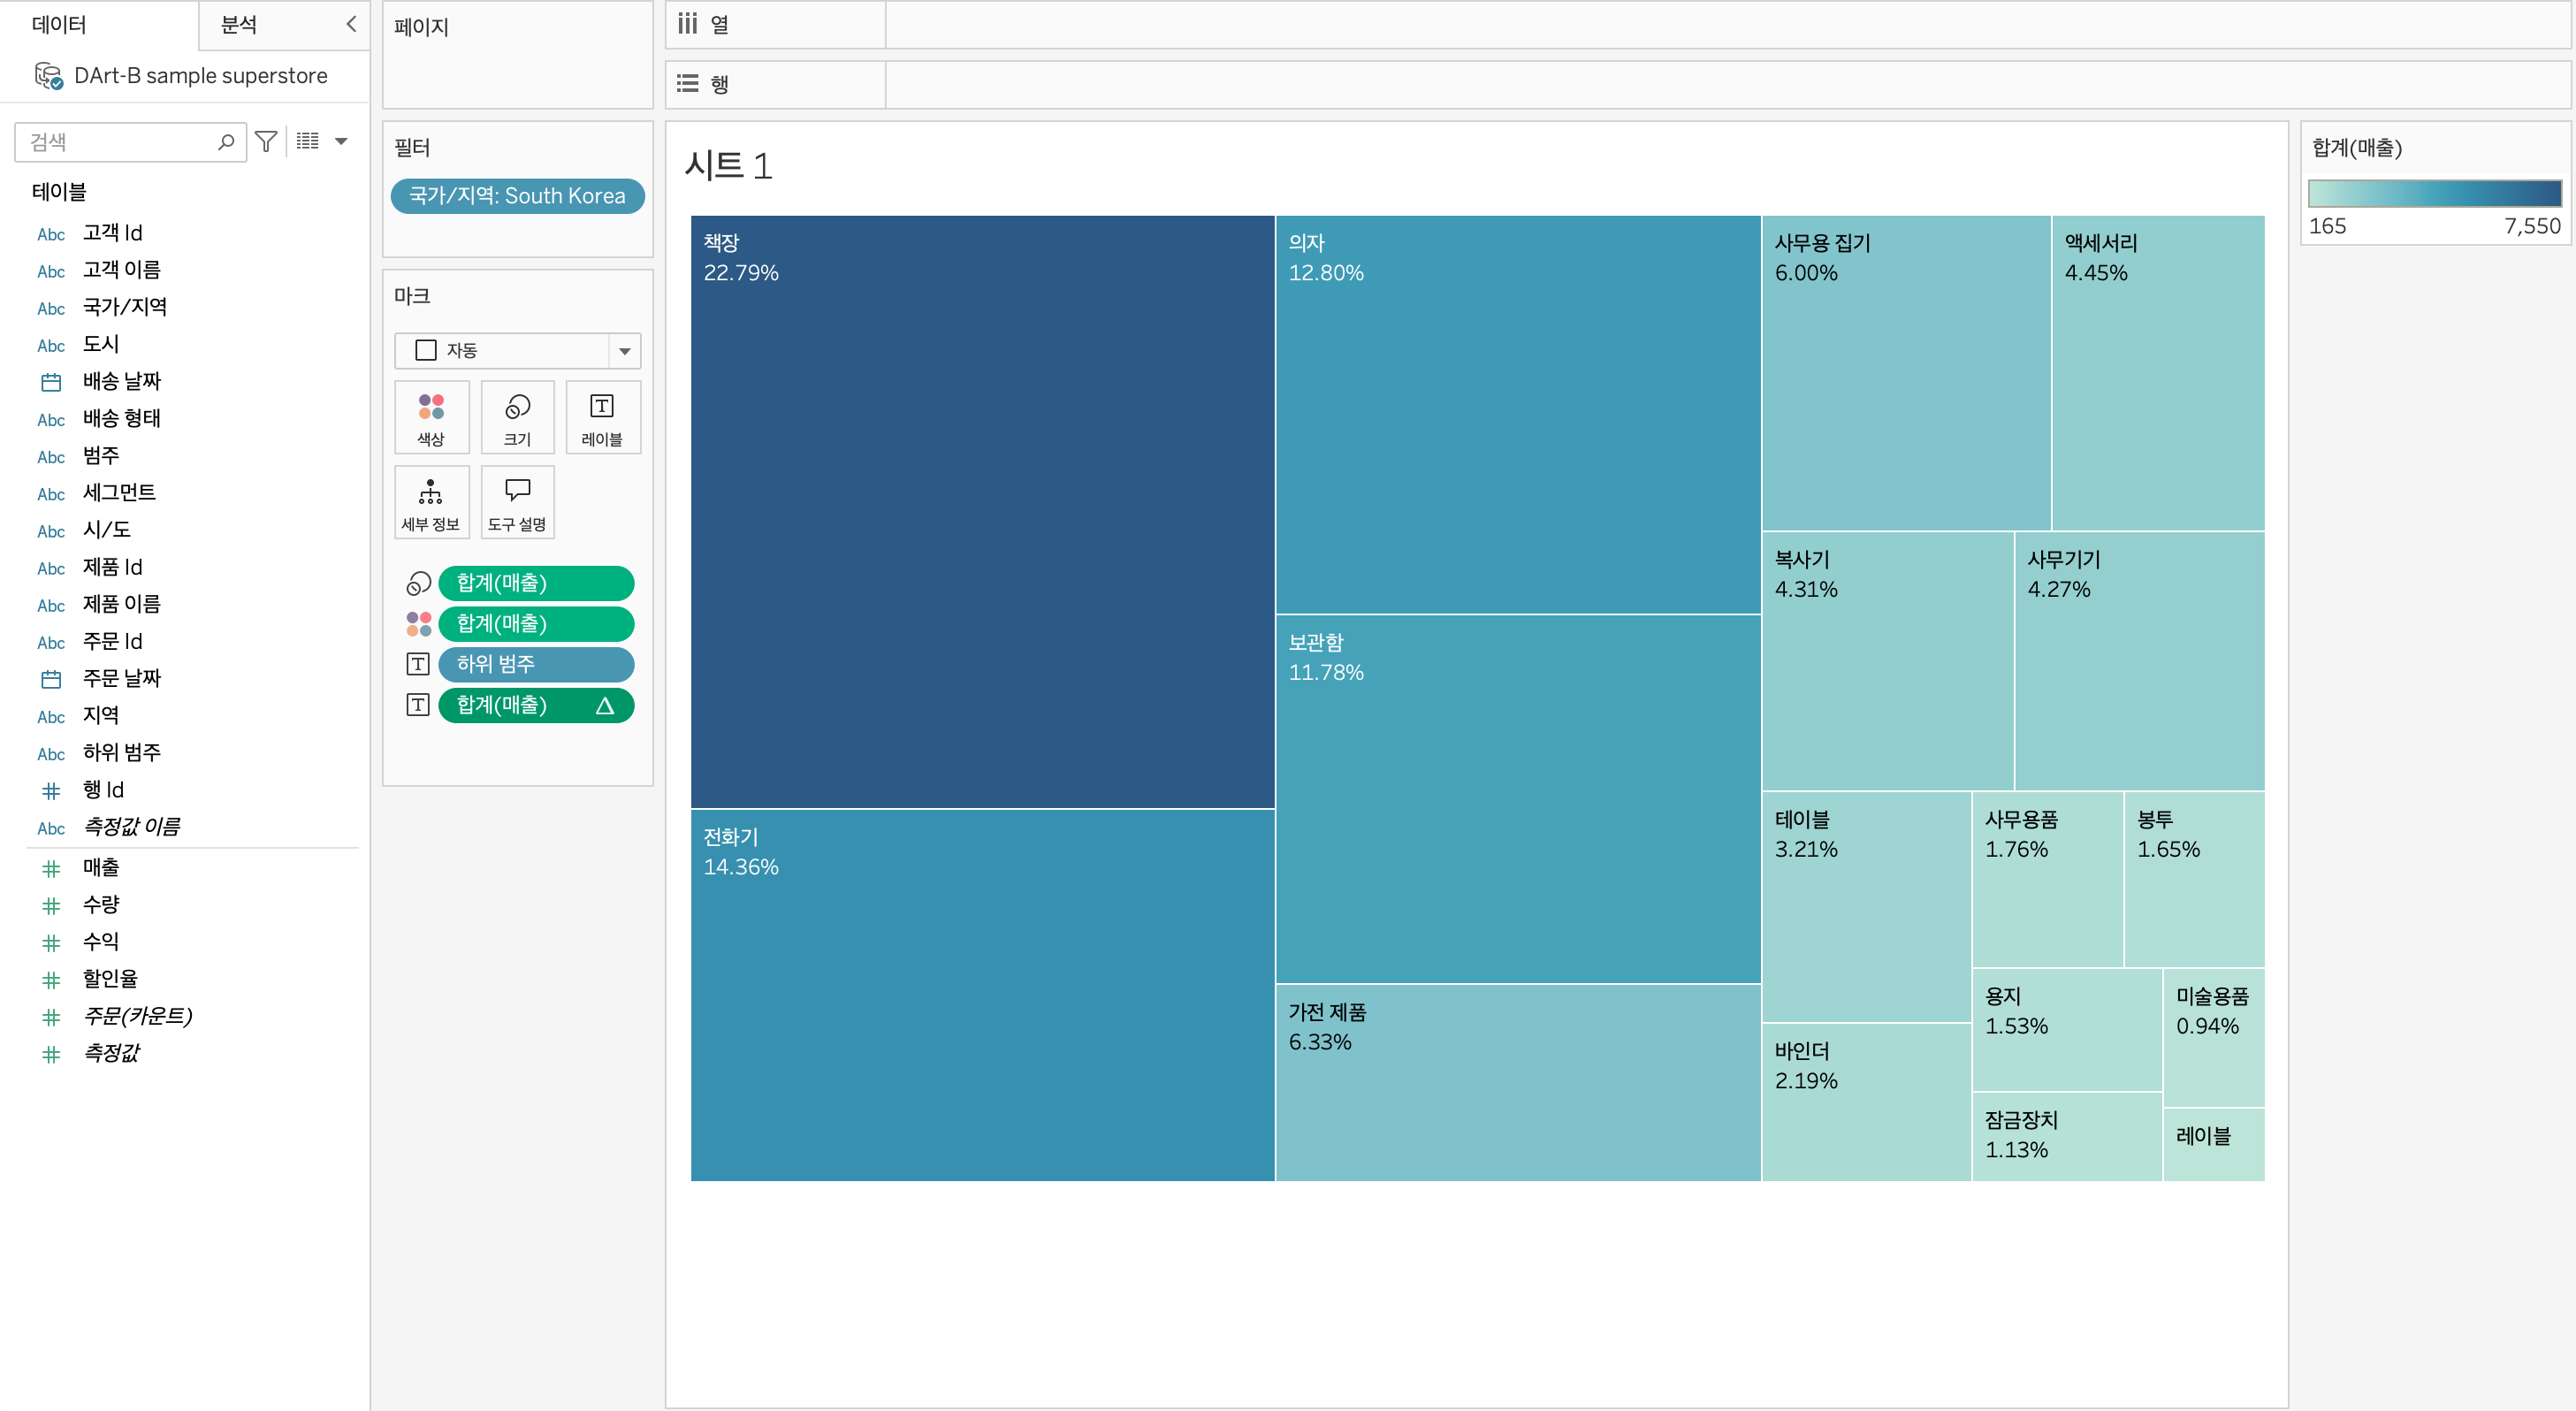 데이터
분석
DArt-B sample superstore
검색
테이블
Abc 고객 Id
Abc 고객 이름
Abc 국가/지역
Abc 도시
배송 날짜
Abc 배송 형태
Abc 범주
Abc 세그먼트
Abc 시/도
Abc 제품 Id
Abc 제품 이름
Abc 주문 Id
주문 날짜
Abc 지역
Abc 하위 범주
# 행 Id
Abc 측정값 이름
# 매출
# 수량
# 수익
# 할인율
# 주문(카운트)
# 측정값
페이지
필터
국가/지역: South Korea
마크
자동
색상
크기
레이블
세부 정보
도구 설명
합계(매출)
합계(매출)
하위 범주
합계(매출) △
열
행
시트 1
책장
22.79%
전화기
14.36%
의자
12.80%
보관함
11.78%
가전 제품
6.33%
사무용 집기
6.00%
액세서리
4.45%
복사기
4.31%
사무기기
4.27%
테이블
3.21%
바인더
2.19%
사무용품
1.76%
봉투
1.65%
용지
1.53%
미술용품
0.94%
잠금장치
1.13%
레이블
합계(매출)
165 7,550